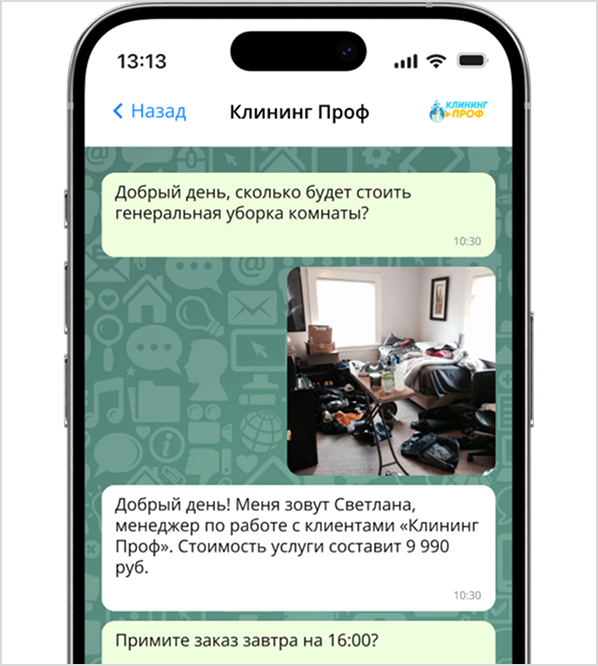 13:13
Назад
Клининг Проф
КЛИНИНГ
ПРОФ
Добрый день, сколько будет стоить
генеральная уборка комнаты?
10:30
Добрый день! Меня зовут Светлана,
менеджер по работе с клиентами «Клининг
Проф». Стоимость услуги составит 9 990
руб.
10:30
Примите заказ завтра на 16:00?